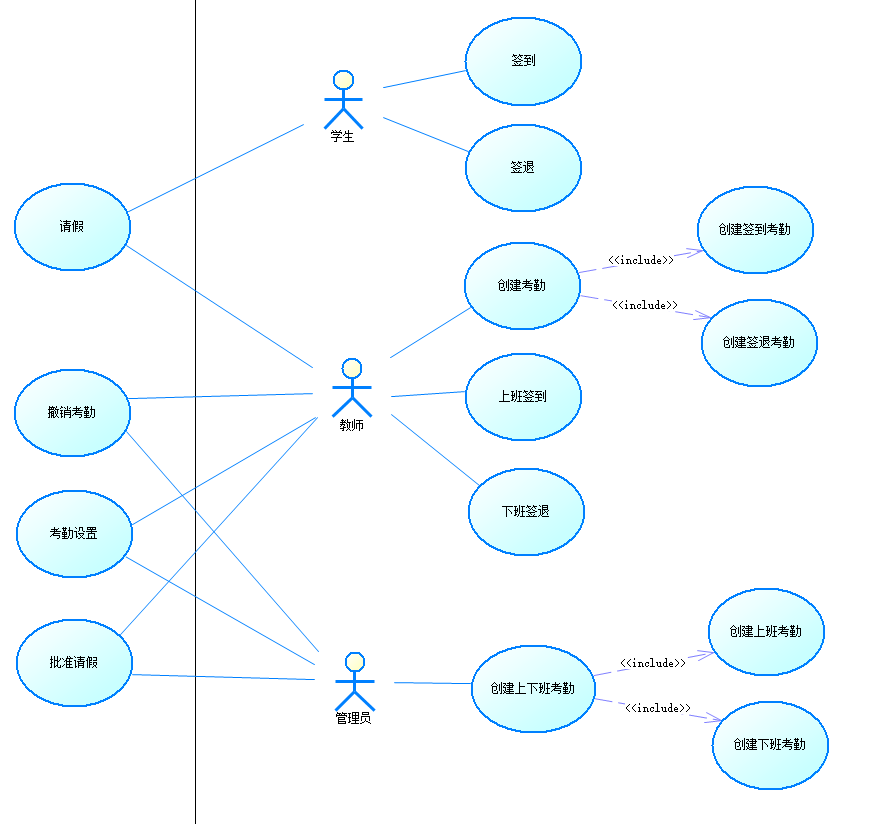 签到
学生
签退
请假
创建签到考勤
<<include>>
创建考勤
<<include>>
创建签退考勤
撤销考勤
教师
上班签到
考勤设置
下班签退
批准请假
管理员
创建上下班考勤
<<include>>
创建上班考勤
<<include>>
创建下班考勤